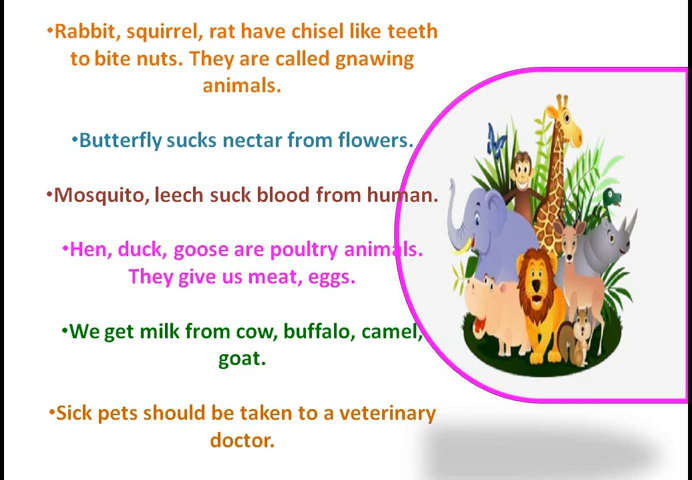 •Rabbit, squirrel, rat have chisel like teeth
to bite nuts. They are called gnawing
animals.
•Butterfly sucks nectar from flowers.
•Mosquito, leech suck blood from human.
•Hen, duck, goose are poultry animals.
They give us meat, eggs.
•We get milk from cow, buffalo, camel,
goat.
•Sick pets should be taken to a veterinary
doctor.